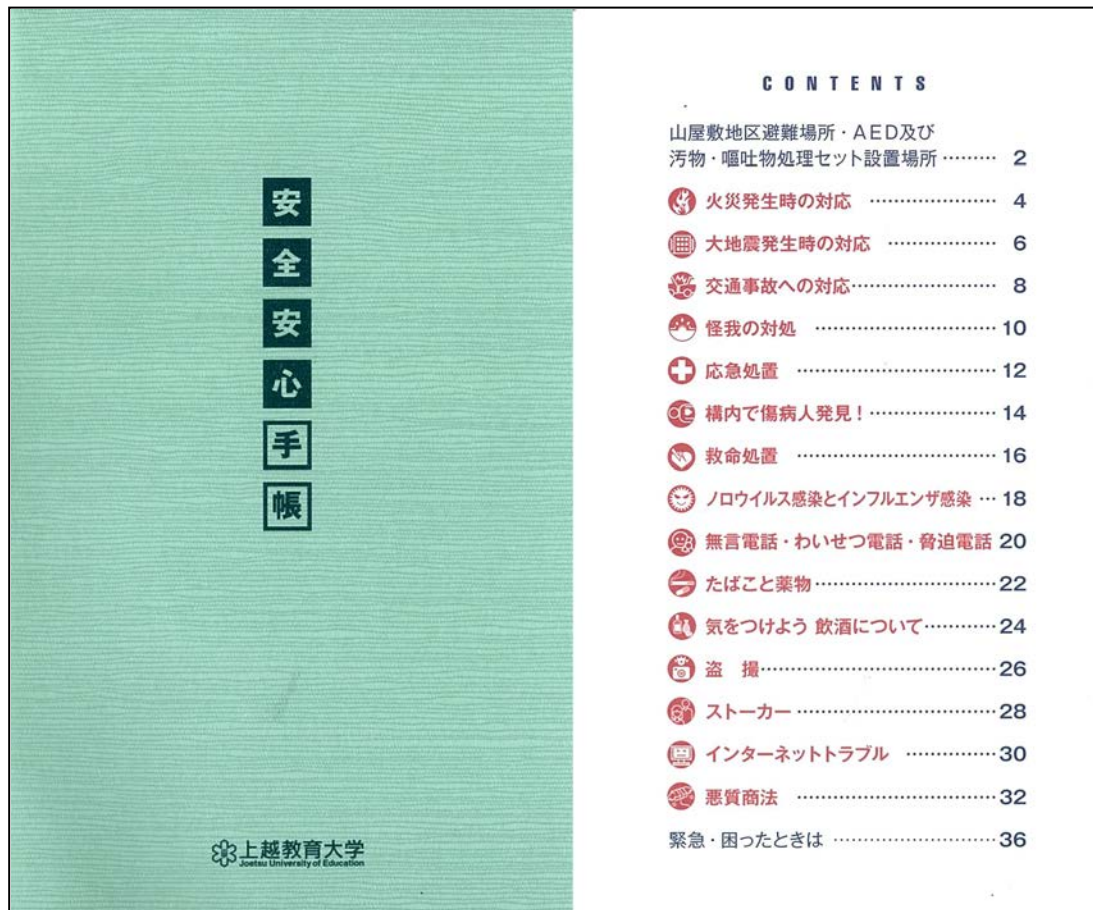 安全安心手帳
上越教育大学
Joetsu University of Education
CONTENTS
山屋敷地区避難場所・AED及び
汚物・嘔吐物処理セット設置場所 ……… 2
火災発生時の対応 ………………… 4
大地震発生時の対応 ……………… 6
交通事故への対応………………… 8
怪我の対処 ……………………… 10
応急処置 ………………………… 12
構内で傷病人発見！……………… 14
救命処置 ………………………… 16
ノロウイルス感染とインフルエンザ感染 … 18
無言電話・わいせつ電話・脅迫電話 20
たばこと薬物……………………… 22
気をつけよう 飲酒について………… 24
盗 撮……………………………… 26
ストーカー ………………………… 28
インターネットトラブル …………… 30
悪質商法 ………………………… 32
緊急・困ったときは ……………… 36